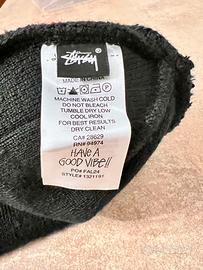 Stüssy
MADE IN CHINA
MACHINE WASH COLD
DO NOT BLEACH
TUMBLE DRY LOW
COOL IRON
FOR BEST RESULTS
DRY CLEAN
CA# 28629
RN# 94974
HAVE A
GOOD VIBE!!
PO# FAL24
STYLE# 1321191